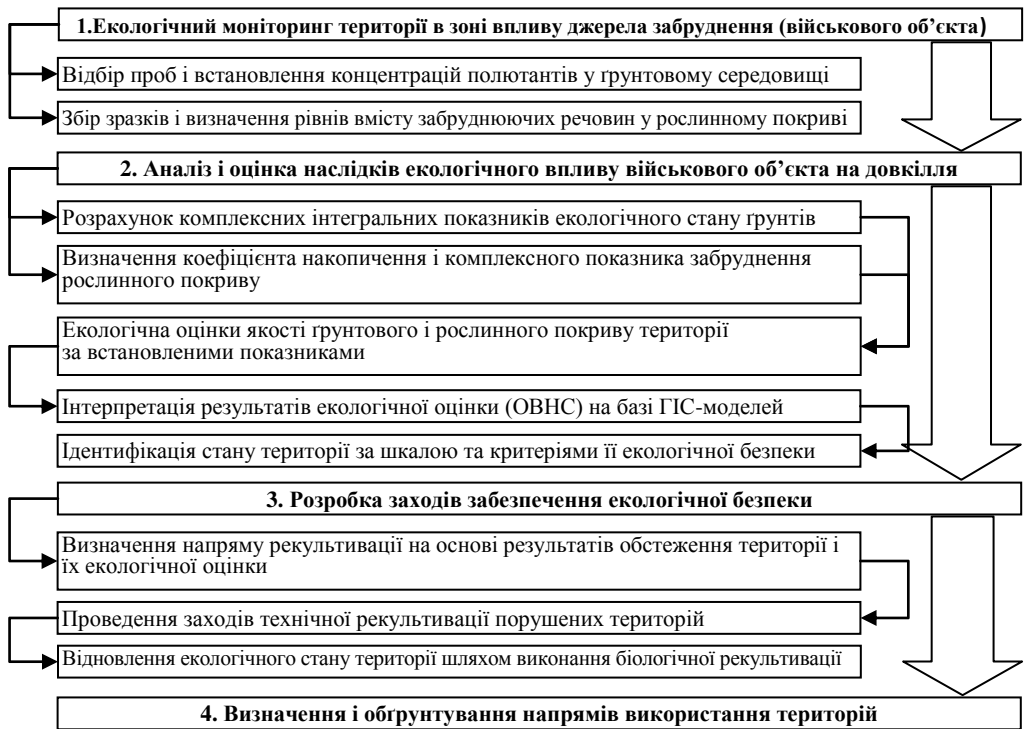 1.Екологічний моніторинг території в зоні впливу джерела забруднення (військового об’єкта)
Відбір проб і встановлення концентрацій полютантів у ґрунтовому середовищі
Збір зразків і визначення рівнів вмісту забруднюючих речовин у рослинному покриві
2. Аналіз і оцінка наслідків екологічного впливу військового об’єкта на довкілля
Розрахунок комплексних інтегральних показників екологічного стану ґрунтів
Визначення коефіцієнта накопичення і комплексного показника забруднення
рослинного покриву
Екологічна оцінки якості ґрунтового і рослинного покриву території
за встановленими показниками
Інтерпретація результатів екологічної оцінки (ОВНС) на базі ГІС-моделей
Ідентифікація стану території за шкалою та критеріями її екологічної безпеки
3. Розробка заходів забезпечення екологічної безпеки
Визначення напряму рекультивації на основі результатів обстеження території і
їх екологічної оцінки
Проведення заходів технічної рекультивації порушених територій
Відновлення екологічного стану території шляхом виконання біологічної рекультивації
4. Визначення і обґрунтування напрямів використання територій